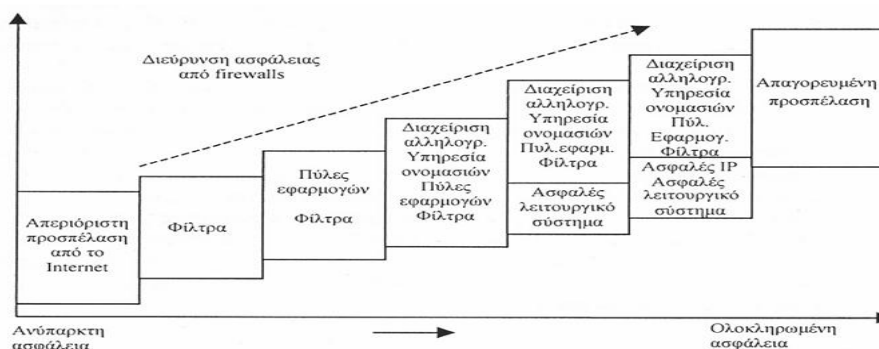 Διεύρυνση ασφάλειας
από firewalls
Απεριόριστη
προσπέλαση
από το
Internet
Φίλτρα
Πύλες
εφαρμογών
Φίλτρα
Διαχείριση
αλληλογρ.
Υπηρεσία
ονομασιών
Πύλες
εφαρμογών
Φίλτρα
Διαχείριση
αλληλογρ.
Υπηρεσία
ονομασιών
Πυλ.εφαρμ.
Φίλτρα
Ασφαλές
λειτουργικό
σύστημα
Διαχείριση
αλληλογρ.
Υπηρεσία
ονομασιών
Πύλ.
Εφαρμογ.
Φίλτρα
Ασφαλές IP
Ασφαλές
λειτουργικό
σύστημα
Απαγορευμένη
προσπέλαση
Ανύπαρκτη
ασφάλεια
Ολοκληρωμένη
ασφάλεια